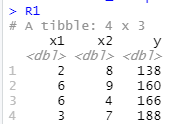 > R1
# A tibble: 4 x 3
x1 x2 y
<dbl> <dbl> <dbl>
1 2 8 138
2 6 9 160
3 6 4 166
4 3 7 188